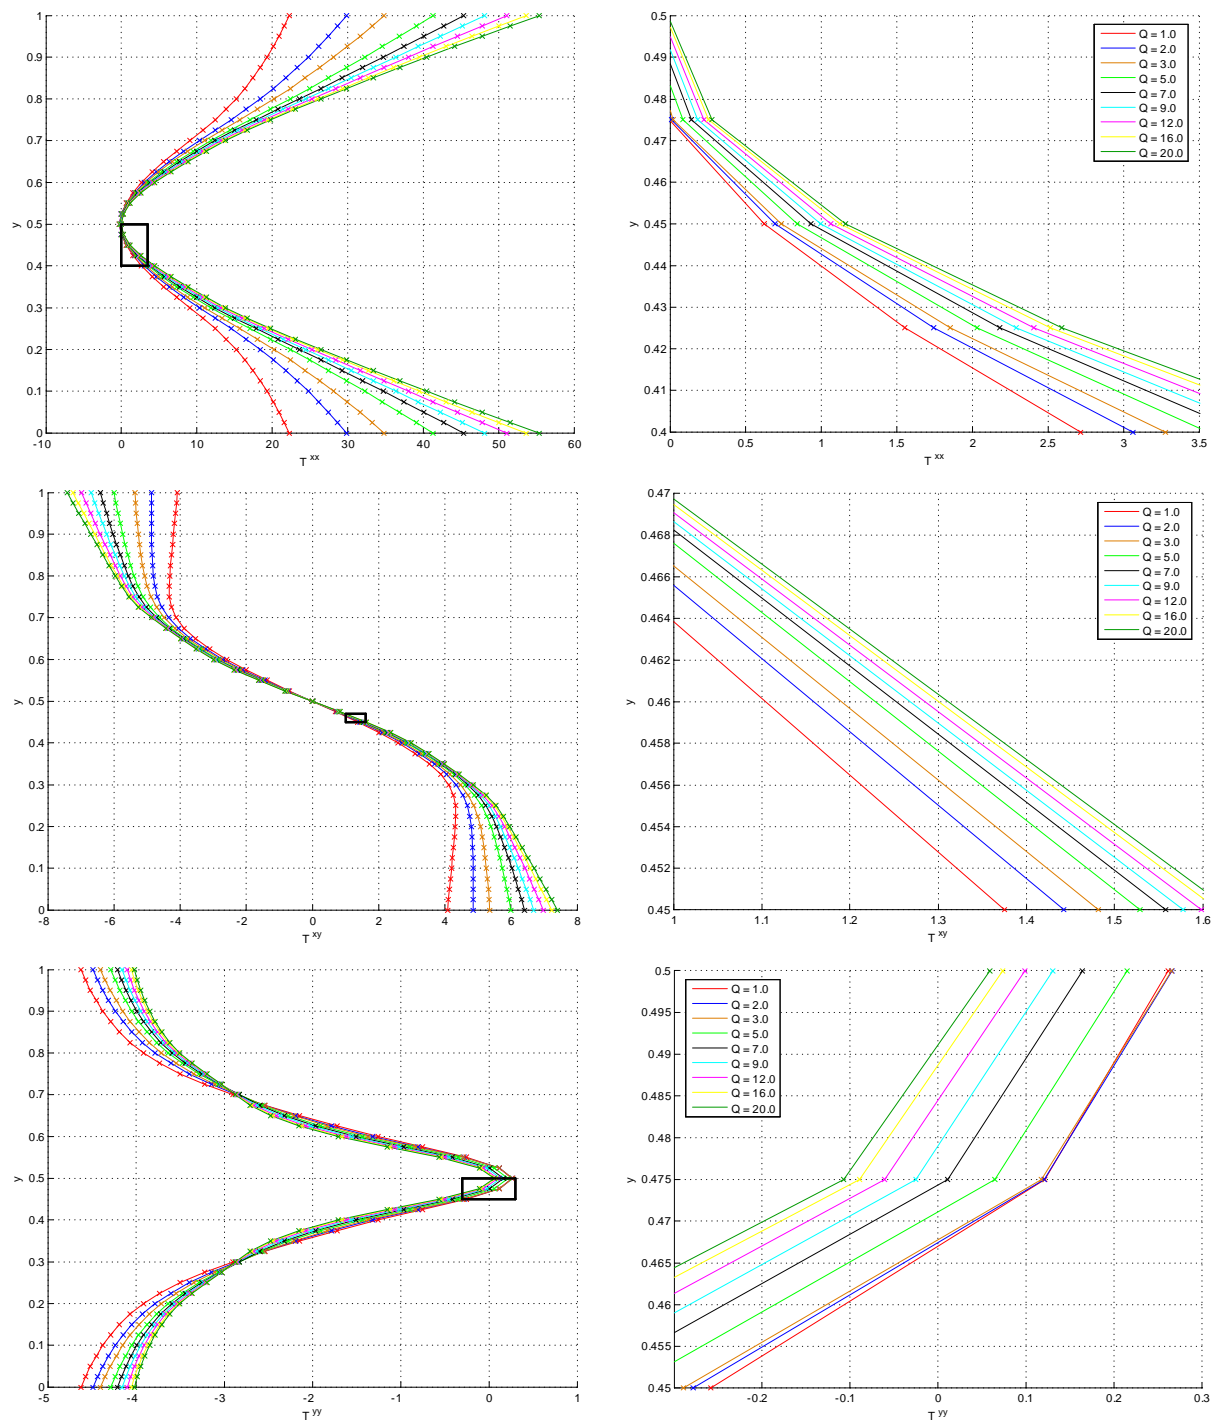 1
0.9
0.8
0.7
0.6
0.5
0.4
0.3
0.2
0.1
0
y
-10 0 10 20 30 40 50 60
T xx
0.5
0.49
0.48
0.47
0.46
0.45
0.44
0.43
0.42
0.41
0.4
y
0 0.5 1 1.5 2 2.5 3 3.5
T xx
Q = 1.0
Q = 2.0
Q = 3.0
Q = 5.0
Q = 7.0
Q = 9.0
Q = 12.0
Q = 16.0
Q = 20.0
1
0.9
0.8
0.7
0.6
0.5
0.4
0.3
0.2
0.1
0
y
-8 -6 -4 -2 0 2 4 6 8
T xy
0.47
0.468
0.466
0.464
0.462
0.46
0.458
0.456
0.454
0.452
0.45
y
1 1.1 1.2 1.3 1.4 1.5 1.6
T xy
Q = 1.0
Q = 2.0
Q = 3.0
Q = 5.0
Q = 7.0
Q = 9.0
Q = 12.0
Q = 16.0
Q = 20.0
1
0.9
0.8
0.7
0.6
0.5
0.4
0.3
0.2
0.1
0
y
-5 -4 -3 -2 -1 0 1
T yy
0.5
0.495
0.49
0.485
0.48
0.475
0.47
0.465
0.46
0.455
0.45
y
-0.2 -0.1 0 0.1 0.2 0.3
T yy
Q = 1.0
Q = 2.0
Q = 3.0
Q = 5.0
Q = 7.0
Q = 9.0
Q = 12.0
Q = 16.0
Q = 20.0